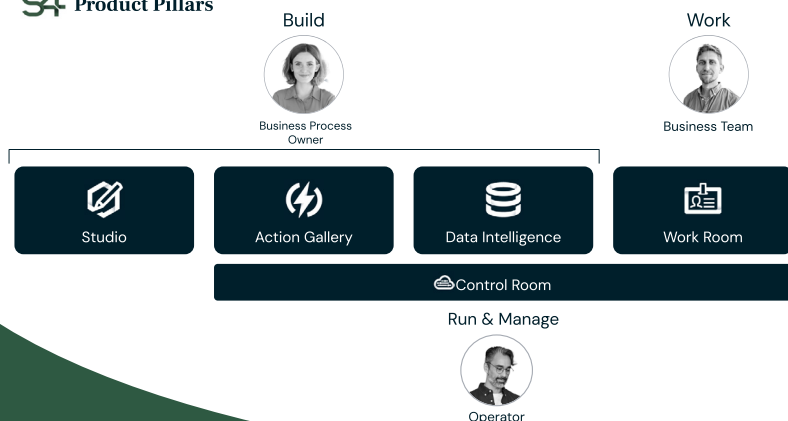 Product Pillars
Build
Work
Business Process
Owner
Business Team
Studio
Action Gallery
Data Intelligence
Work Room
Control Room
Run & Manage
Operator